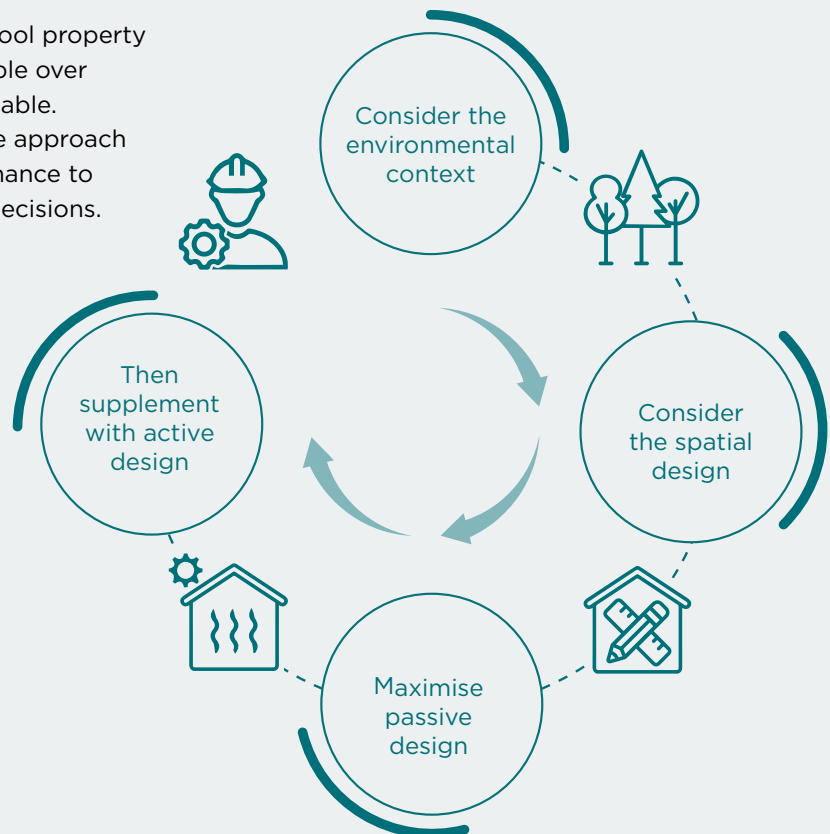 ool property
ble over
able.
e approach
nance to
ecisions.
Consider the
environmental
context
Consider
the spatial
design
Maximise
passive
design
Then
supplement
with active
design